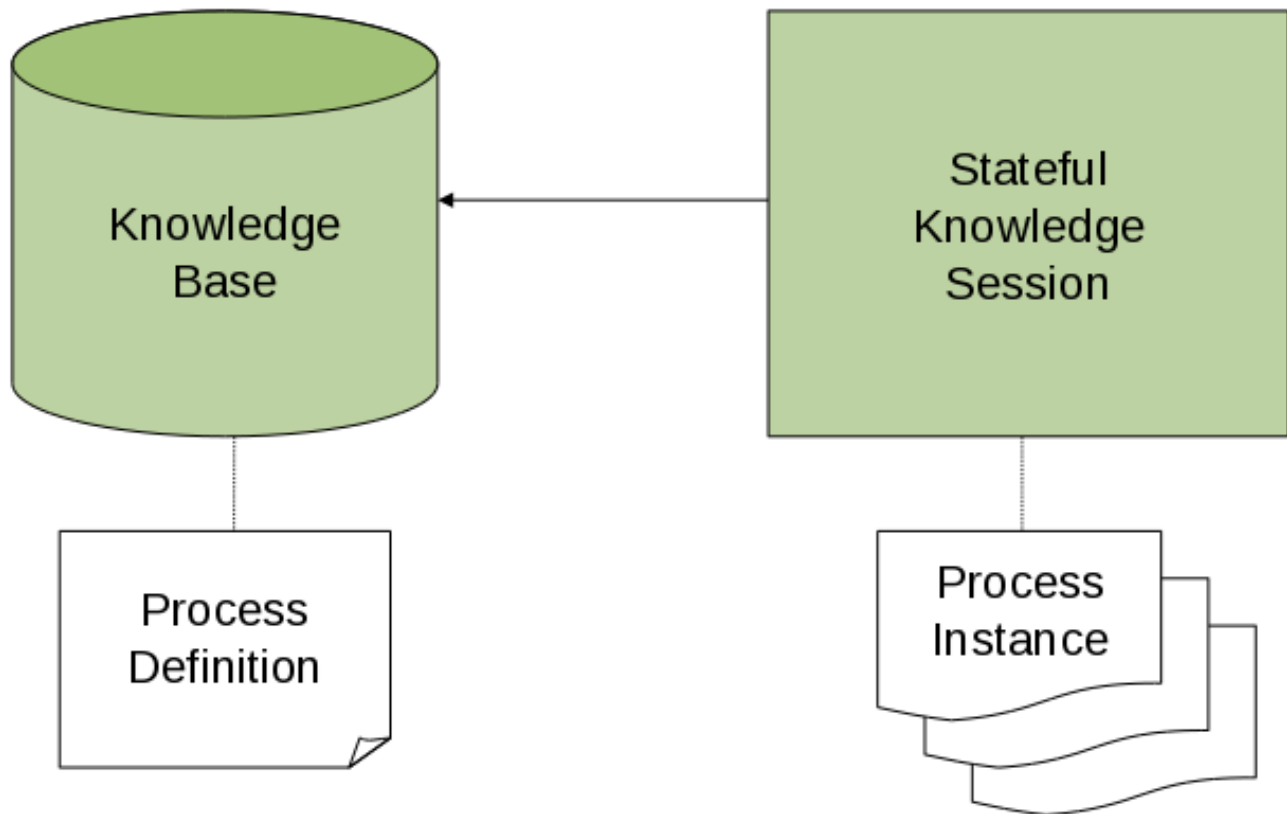 Knowledge
Base
Stateful
Knowledge
Session
Process
Definition
Process
Instance